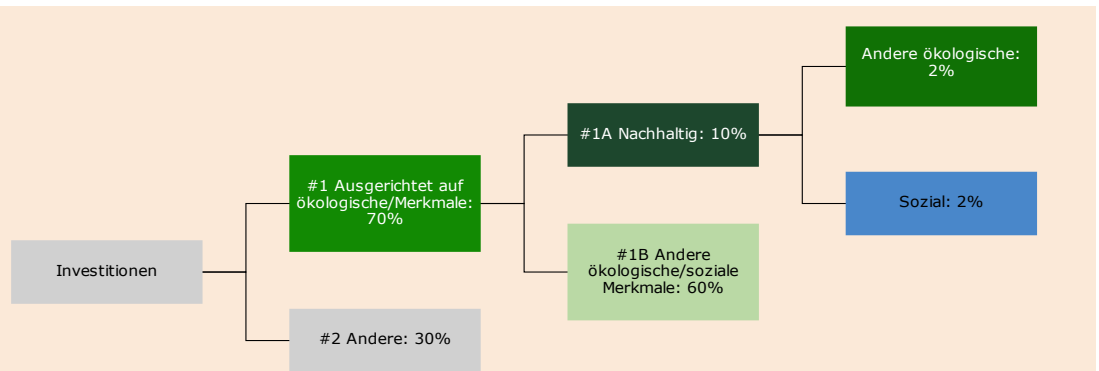 Investitionen
#1 Ausgerichtet auf
ökologische/Merkmale:
70%
#2 Andere: 30%
#1A Nachhaltig: 10%
#1B Andere
ökologische/soziale
Merkmale: 60%
Andere ökologische:
2%
Sozial: 2%